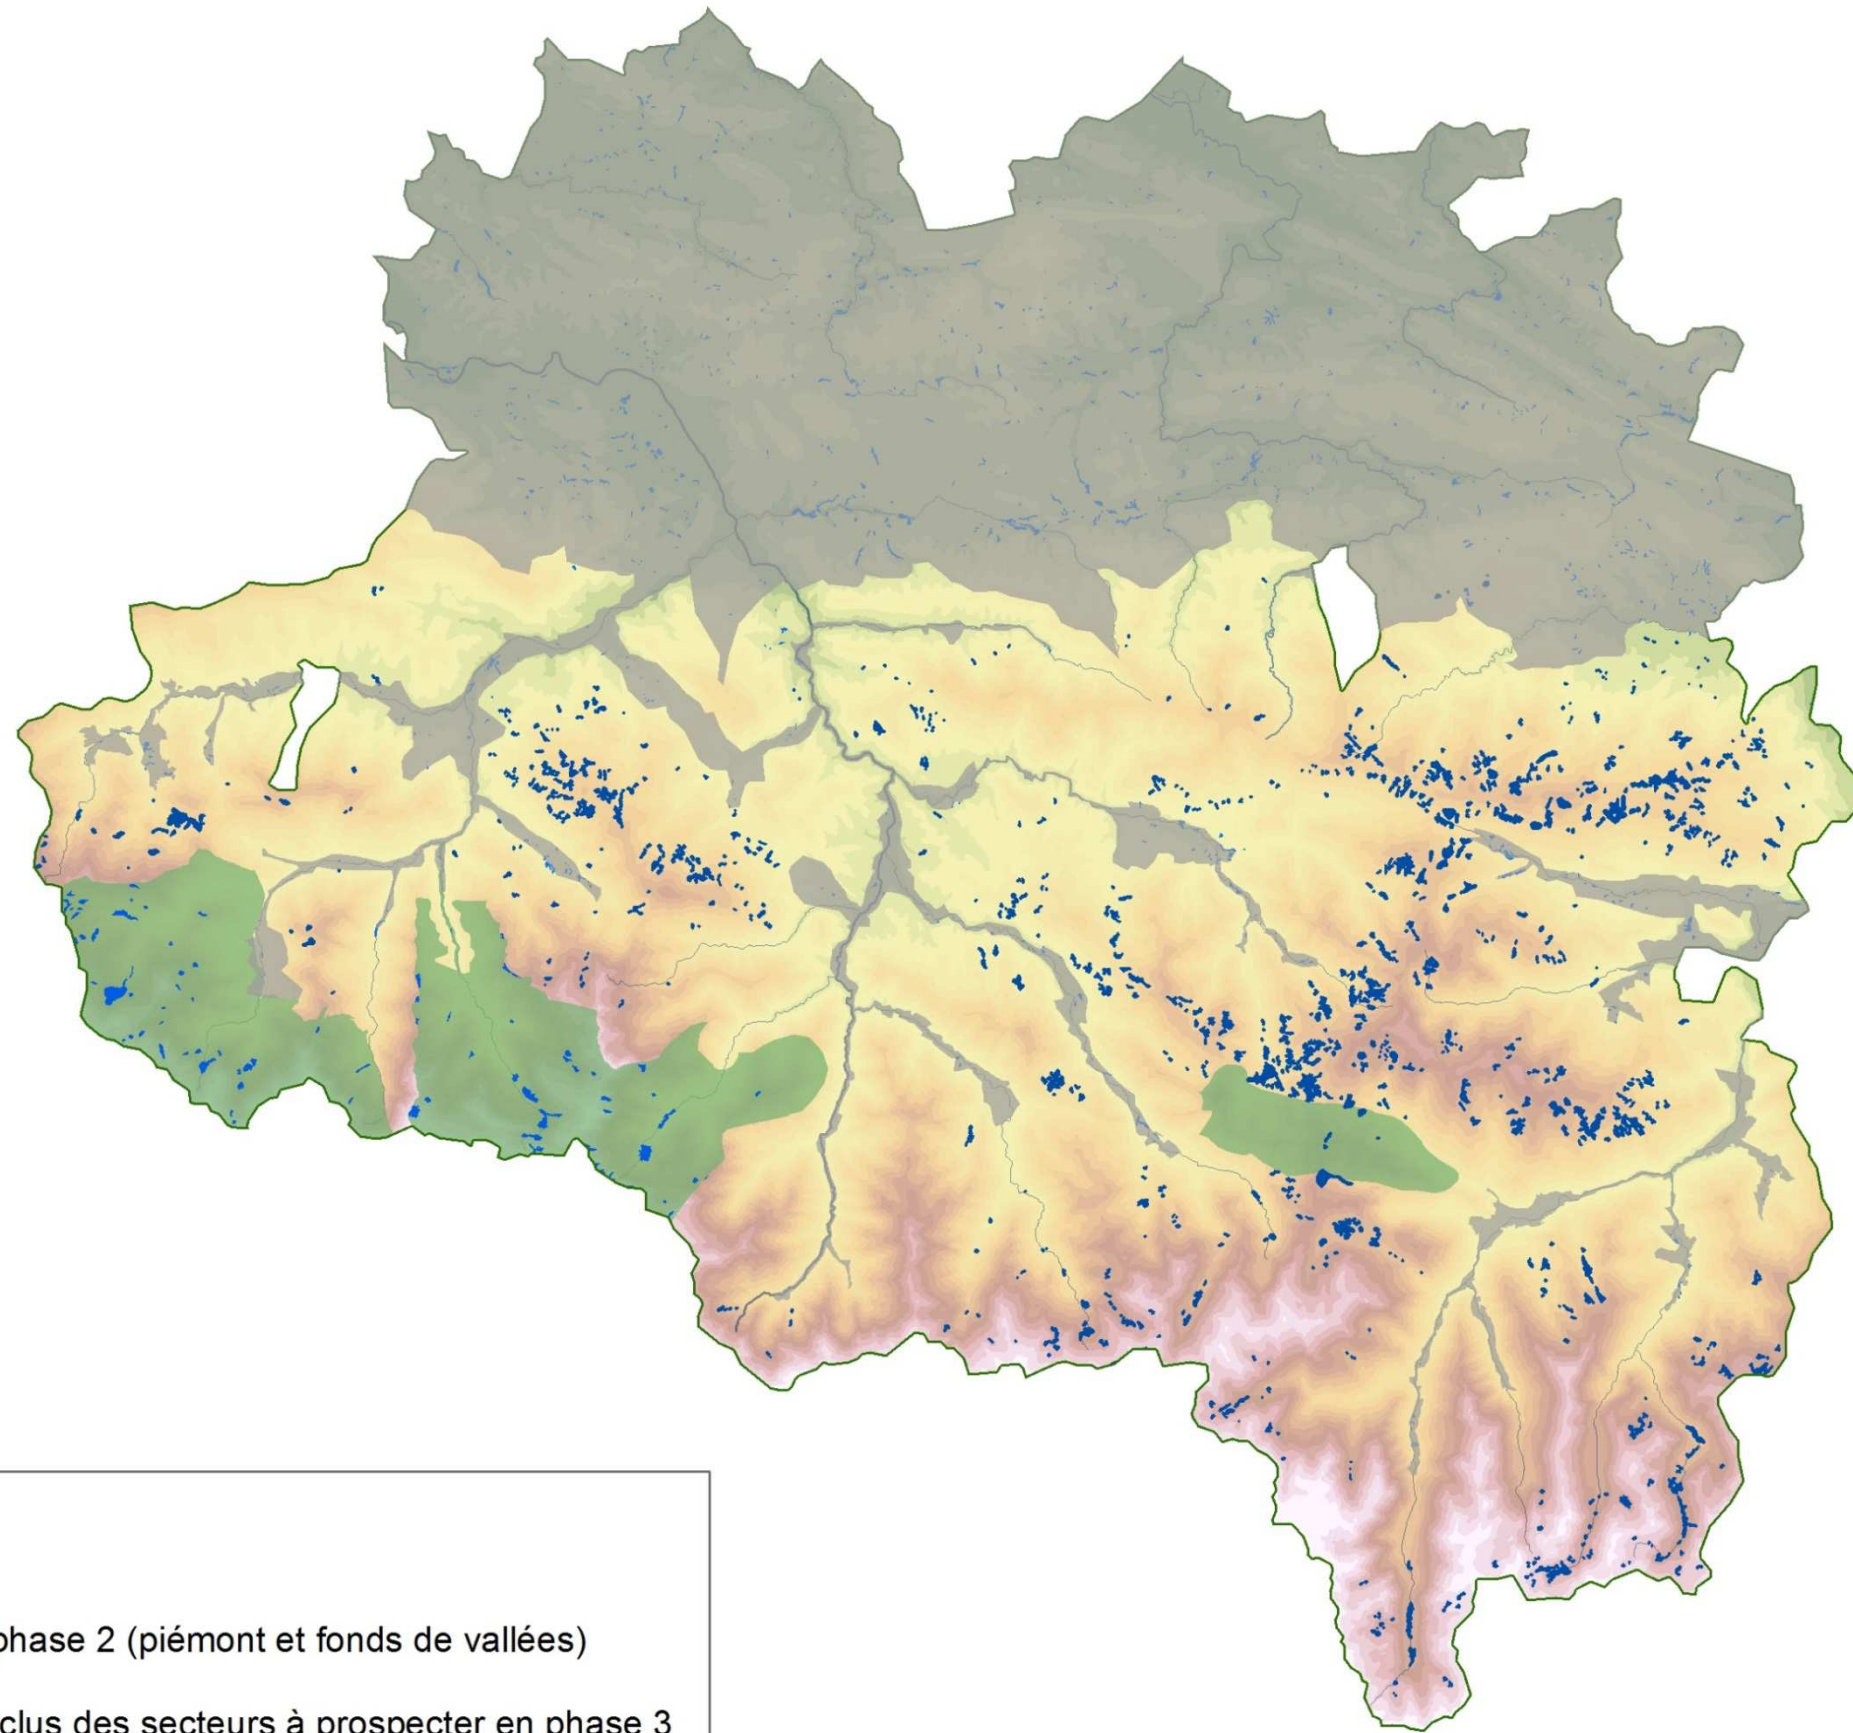 phase 2 (piémont et fonds de vallées)
clus des secteurs à prospecter en phase 3